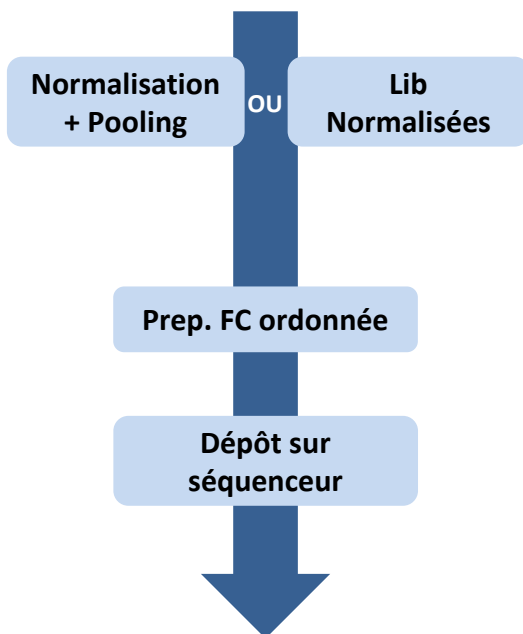 Normalisation
+ Pooling
OU
Lib
Normalisées
Prep. FC ordonnée
Dépôt sur
séquenceur